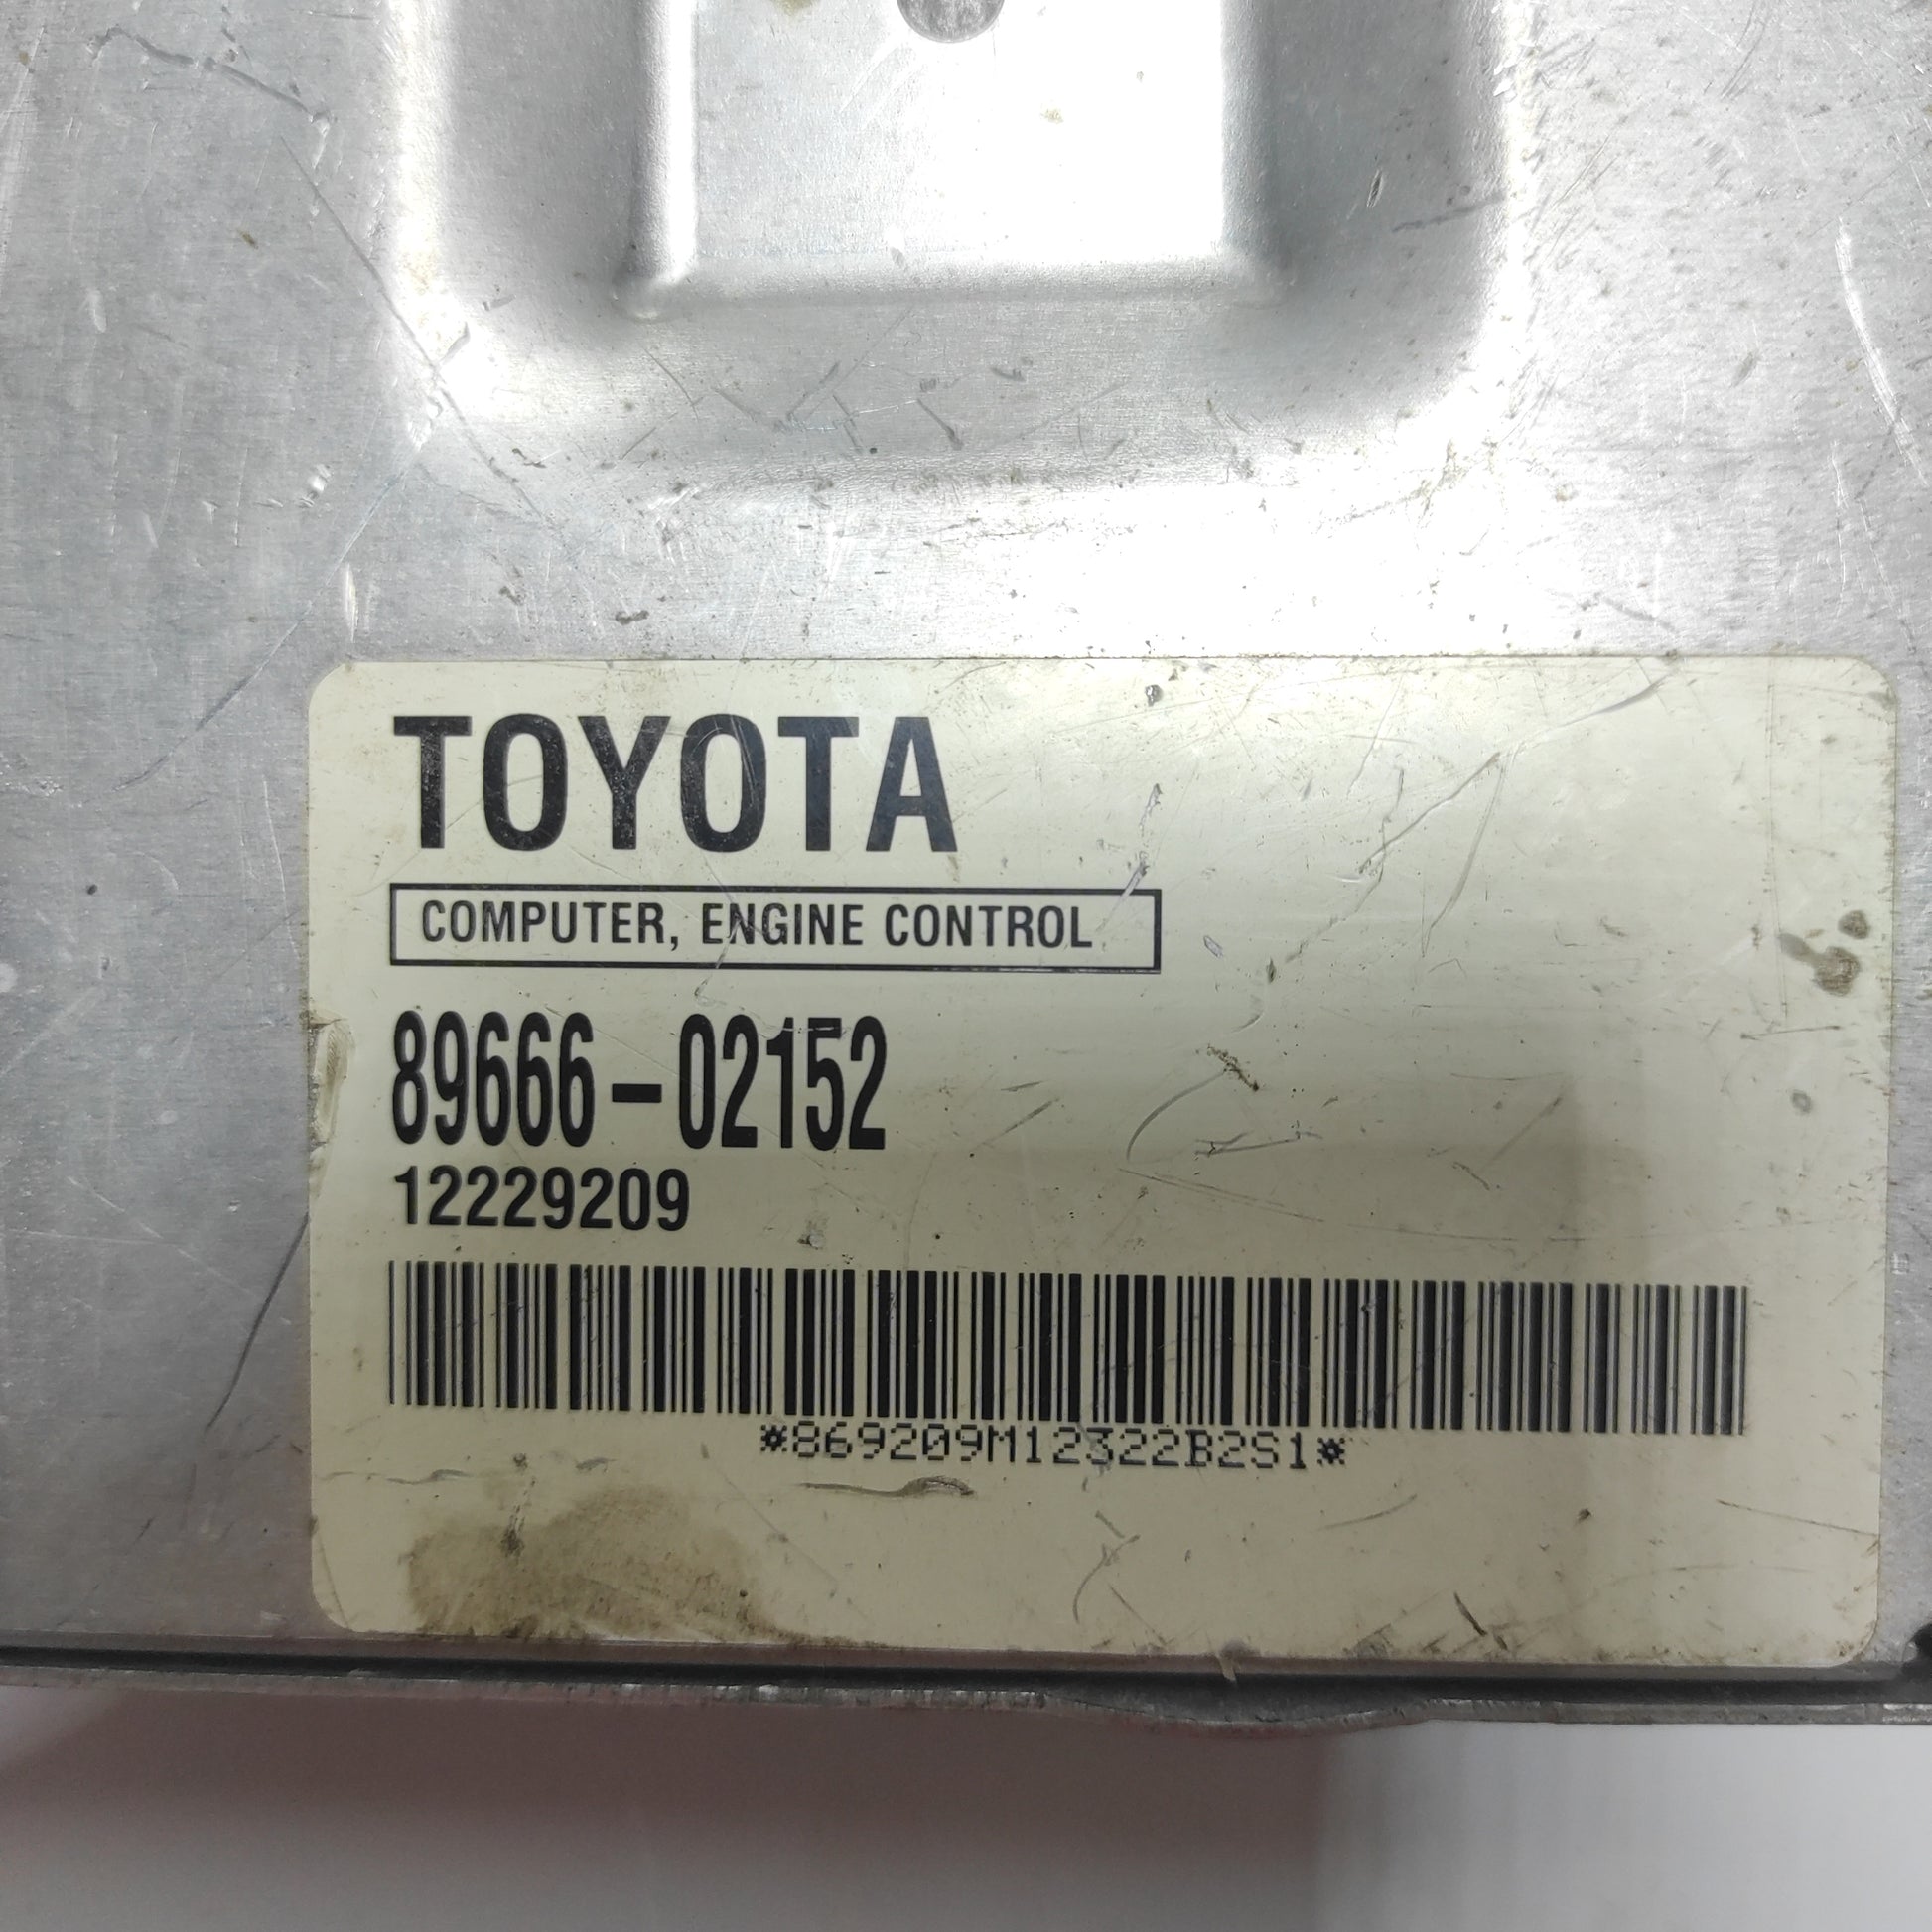 TOYOTA
COMPUTER, ENGINE CONTROL
89666-02152
12229209
*869209M12322B2S1*